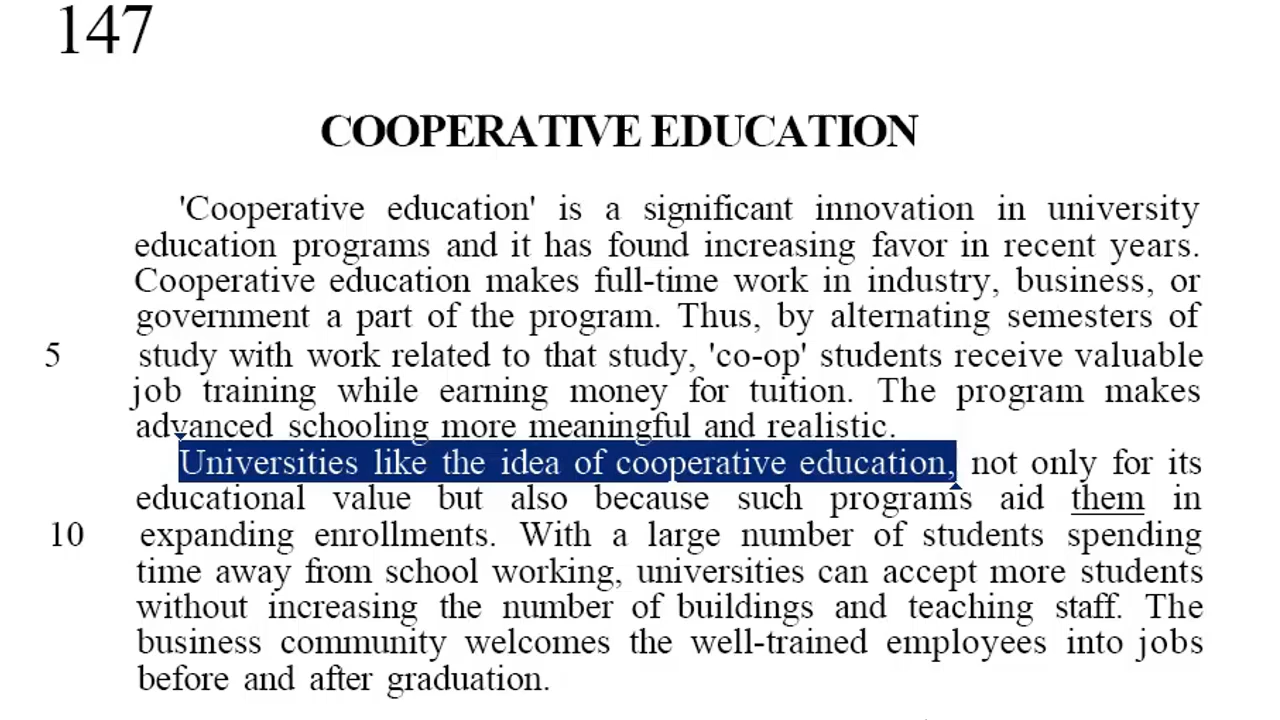 147
COOPERATIVE EDUCATION
'Cooperative education' is a significant innovation in university
education programs and it has found increasing favor in recent years.
Cooperative education makes full-time work in industry, business, or
government a part of the program. Thus, by alternating semesters of
5 study with work related to that study, 'co-op' students receive valuable
job training while earning money for tuition. The program makes
advanced schooling more meaningful and realistic.
Universities like the idea of cooperative education, not only for its
educational value but also because such programs aid them in
10 expanding enrollments. With a large number of students spending
time away from school working, universities can accept more students
without increasing the number of buildings and teaching staff. The
business community welcomes the well-trained employees into jobs
before and after graduation.